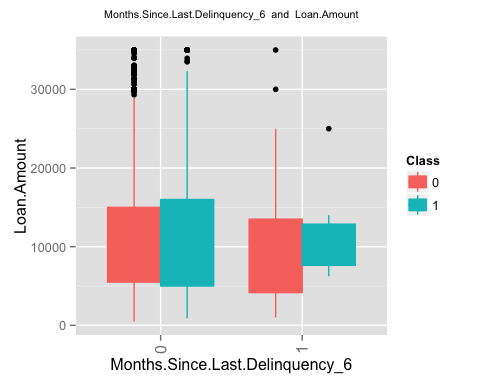 Months.Since.Last.Delinquency_6 and Loan.Amount
Loan.Amount
30000
20000
10000
0
0
1
Months.Since.Last.Delinquency_6
Class
0
1